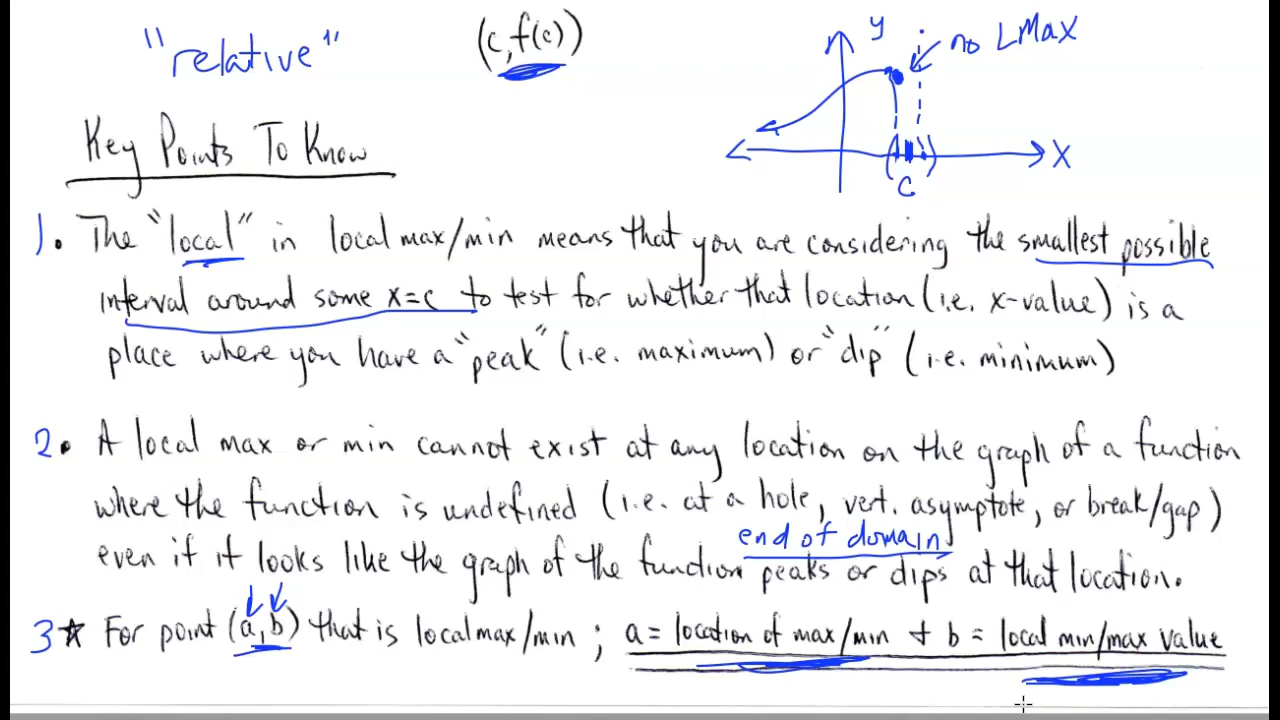 "relative"
(c, f(c))
y
no LMax
x
c
Key Points To Know
1. The "local" in local max/min means that you are considering the smallest possible
interval around some x=c to test for whether that location (i.e. x-value) is a
place where you have a "peak" (i.e. maximum) or "dip" (i.e. minimum)
2. A local max or min cannot exist at any location on the graph of a function
where the function is undefined (i.e. at a hole, vert. asymptote, or break/gap)
end of domain
even if it looks like the graph of the function peaks or dips at that location.
3 ☆ For point (a,b) that is local max/min ; a = location of max/min + b = local min/max value